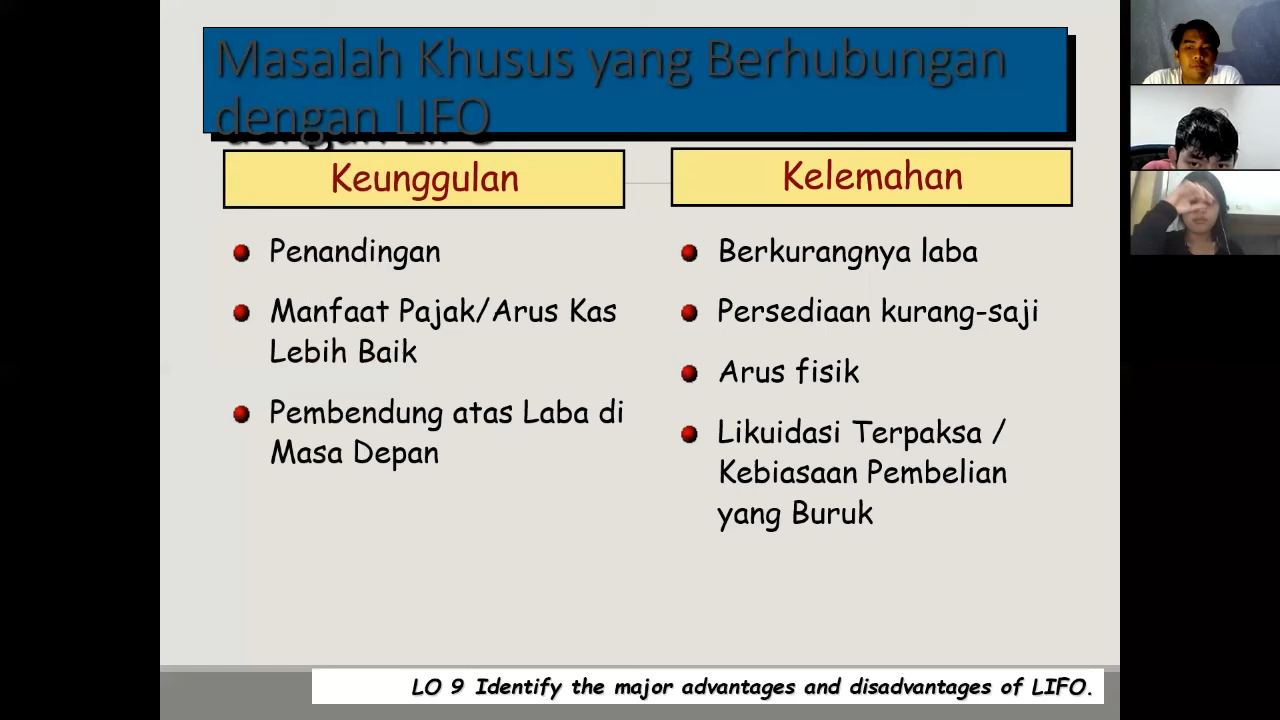 Masalah Khusus yang Berhubungan
dengan LIFO
Keunggulan
Penandingan
Manfaat Pajak/Arus Kas
Lebih Baik
Pembendung atas Laba di
Masa Depan
Kelemahan
Berkurangnya laba
Persediaan kurang-saji
Arus fisik
Likuidasi Terpaksa /
Kebiasaan Pembelian
yang Buruk
LO 9 Identify the major advantages and disadvantages of LIFO.